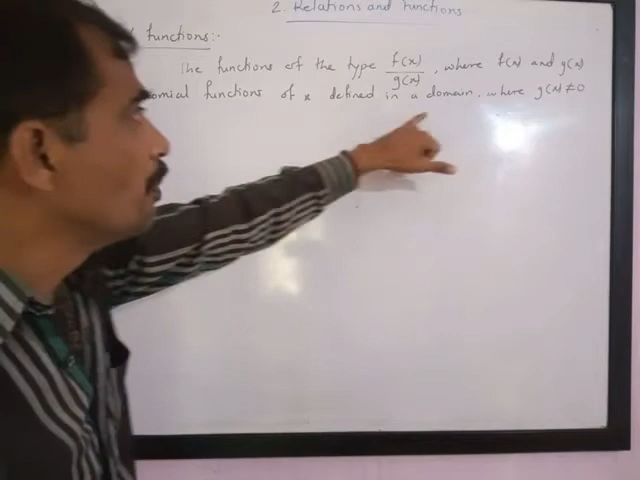 2. Relations and functions
functions:-
The functions of the type f(x)/g(x), where f(x) and g(x)
omial functions of x defined in a domain, where g(x) ≠ 0